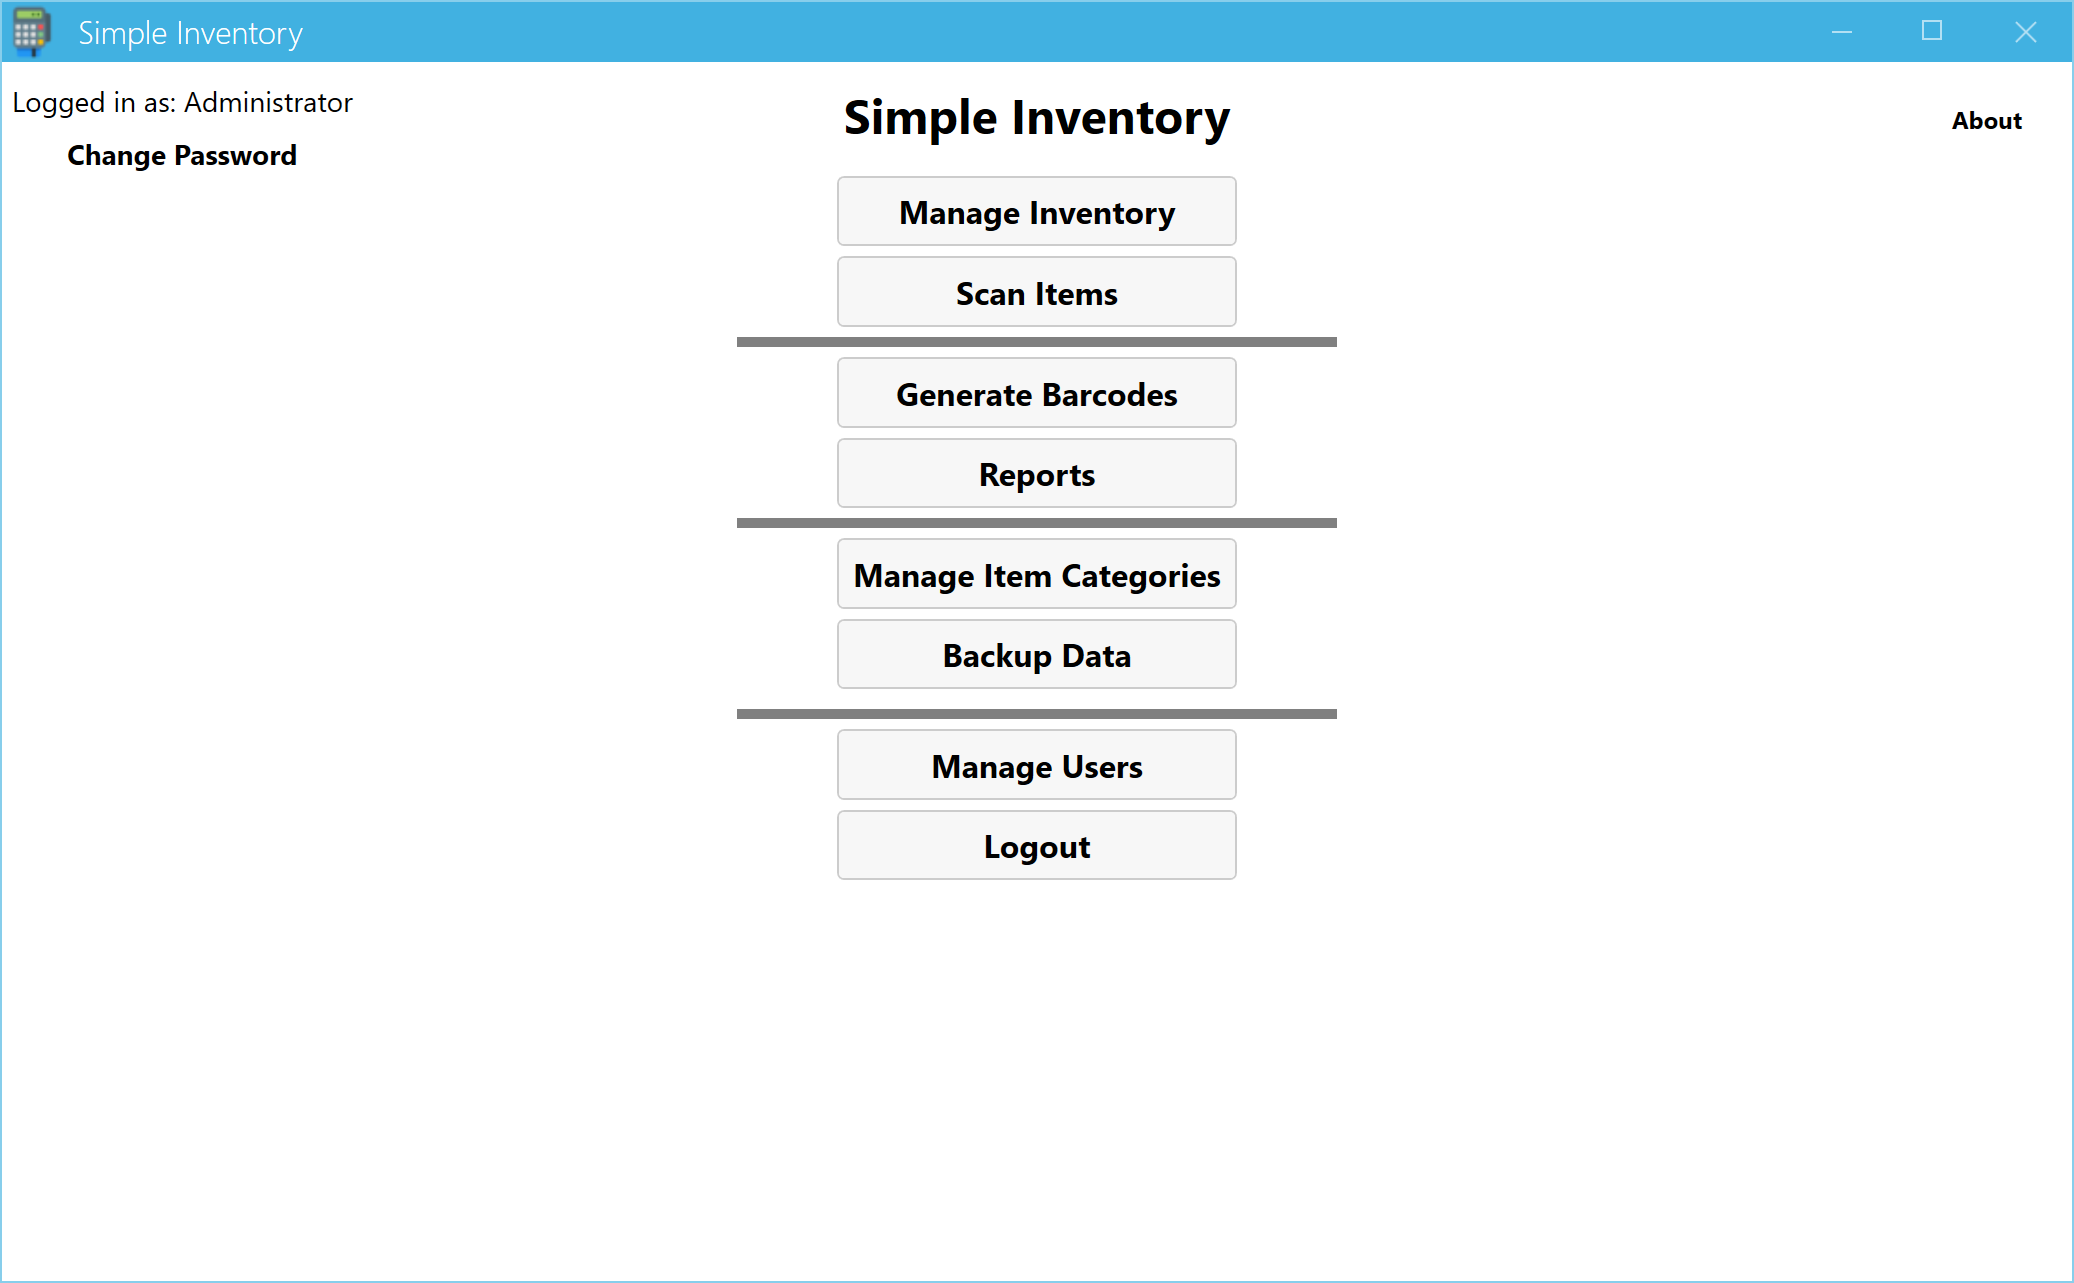 Simple Inventory
Logged in as: Administrator
Change Password
Simple Inventory
About
Manage Inventory
Scan Items
Generate Barcodes
Reports
Manage Item Categories
Backup Data
Manage Users
Logout